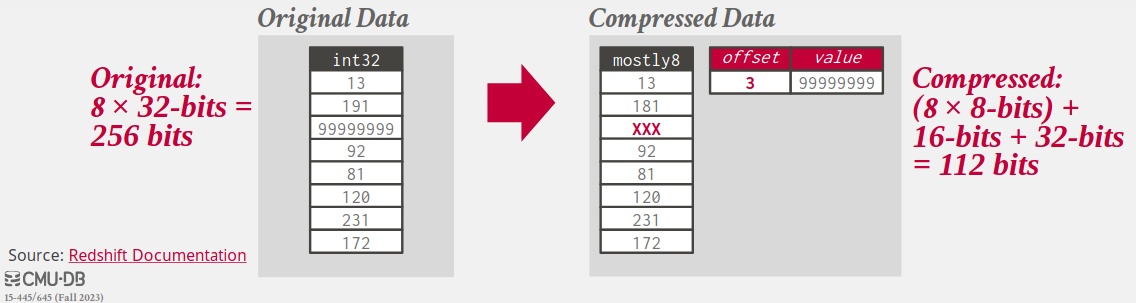 Original Data
Compressed Data
Original:
8 × 32-bits =
256 bits
int32
13
191
99999999
92
81
120
231
172
mostly8
13
181
XXX
92
81
120
231
172
offset value
3 99999999
Compressed:
(8 × 8-bits) +
16-bits + 32-bits
= 112 bits
Source: Redshift Documentation
CMU·DB
15-445/645 (Fall 2023)